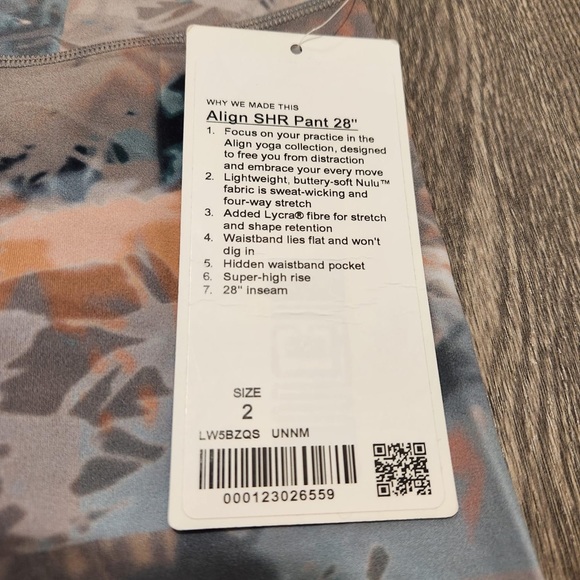 WHY WE MADE THIS
Align SHR Pant 28"
1. Focus on your practice in the
Align yoga collection, designed
to free you from distraction
and embrace your every move
2. Lightweight, buttery-soft Nulu™
fabric is sweat-wicking and
four-way stretch
3. Added Lycra® fibre for stretch
and shape retention
4. Waistband lies flat and won't
dig in
5. Hidden waistband pocket
6. Super-high rise
7. 28" inseam
SIZE
2
LW5BZQS UNNM
000123026559